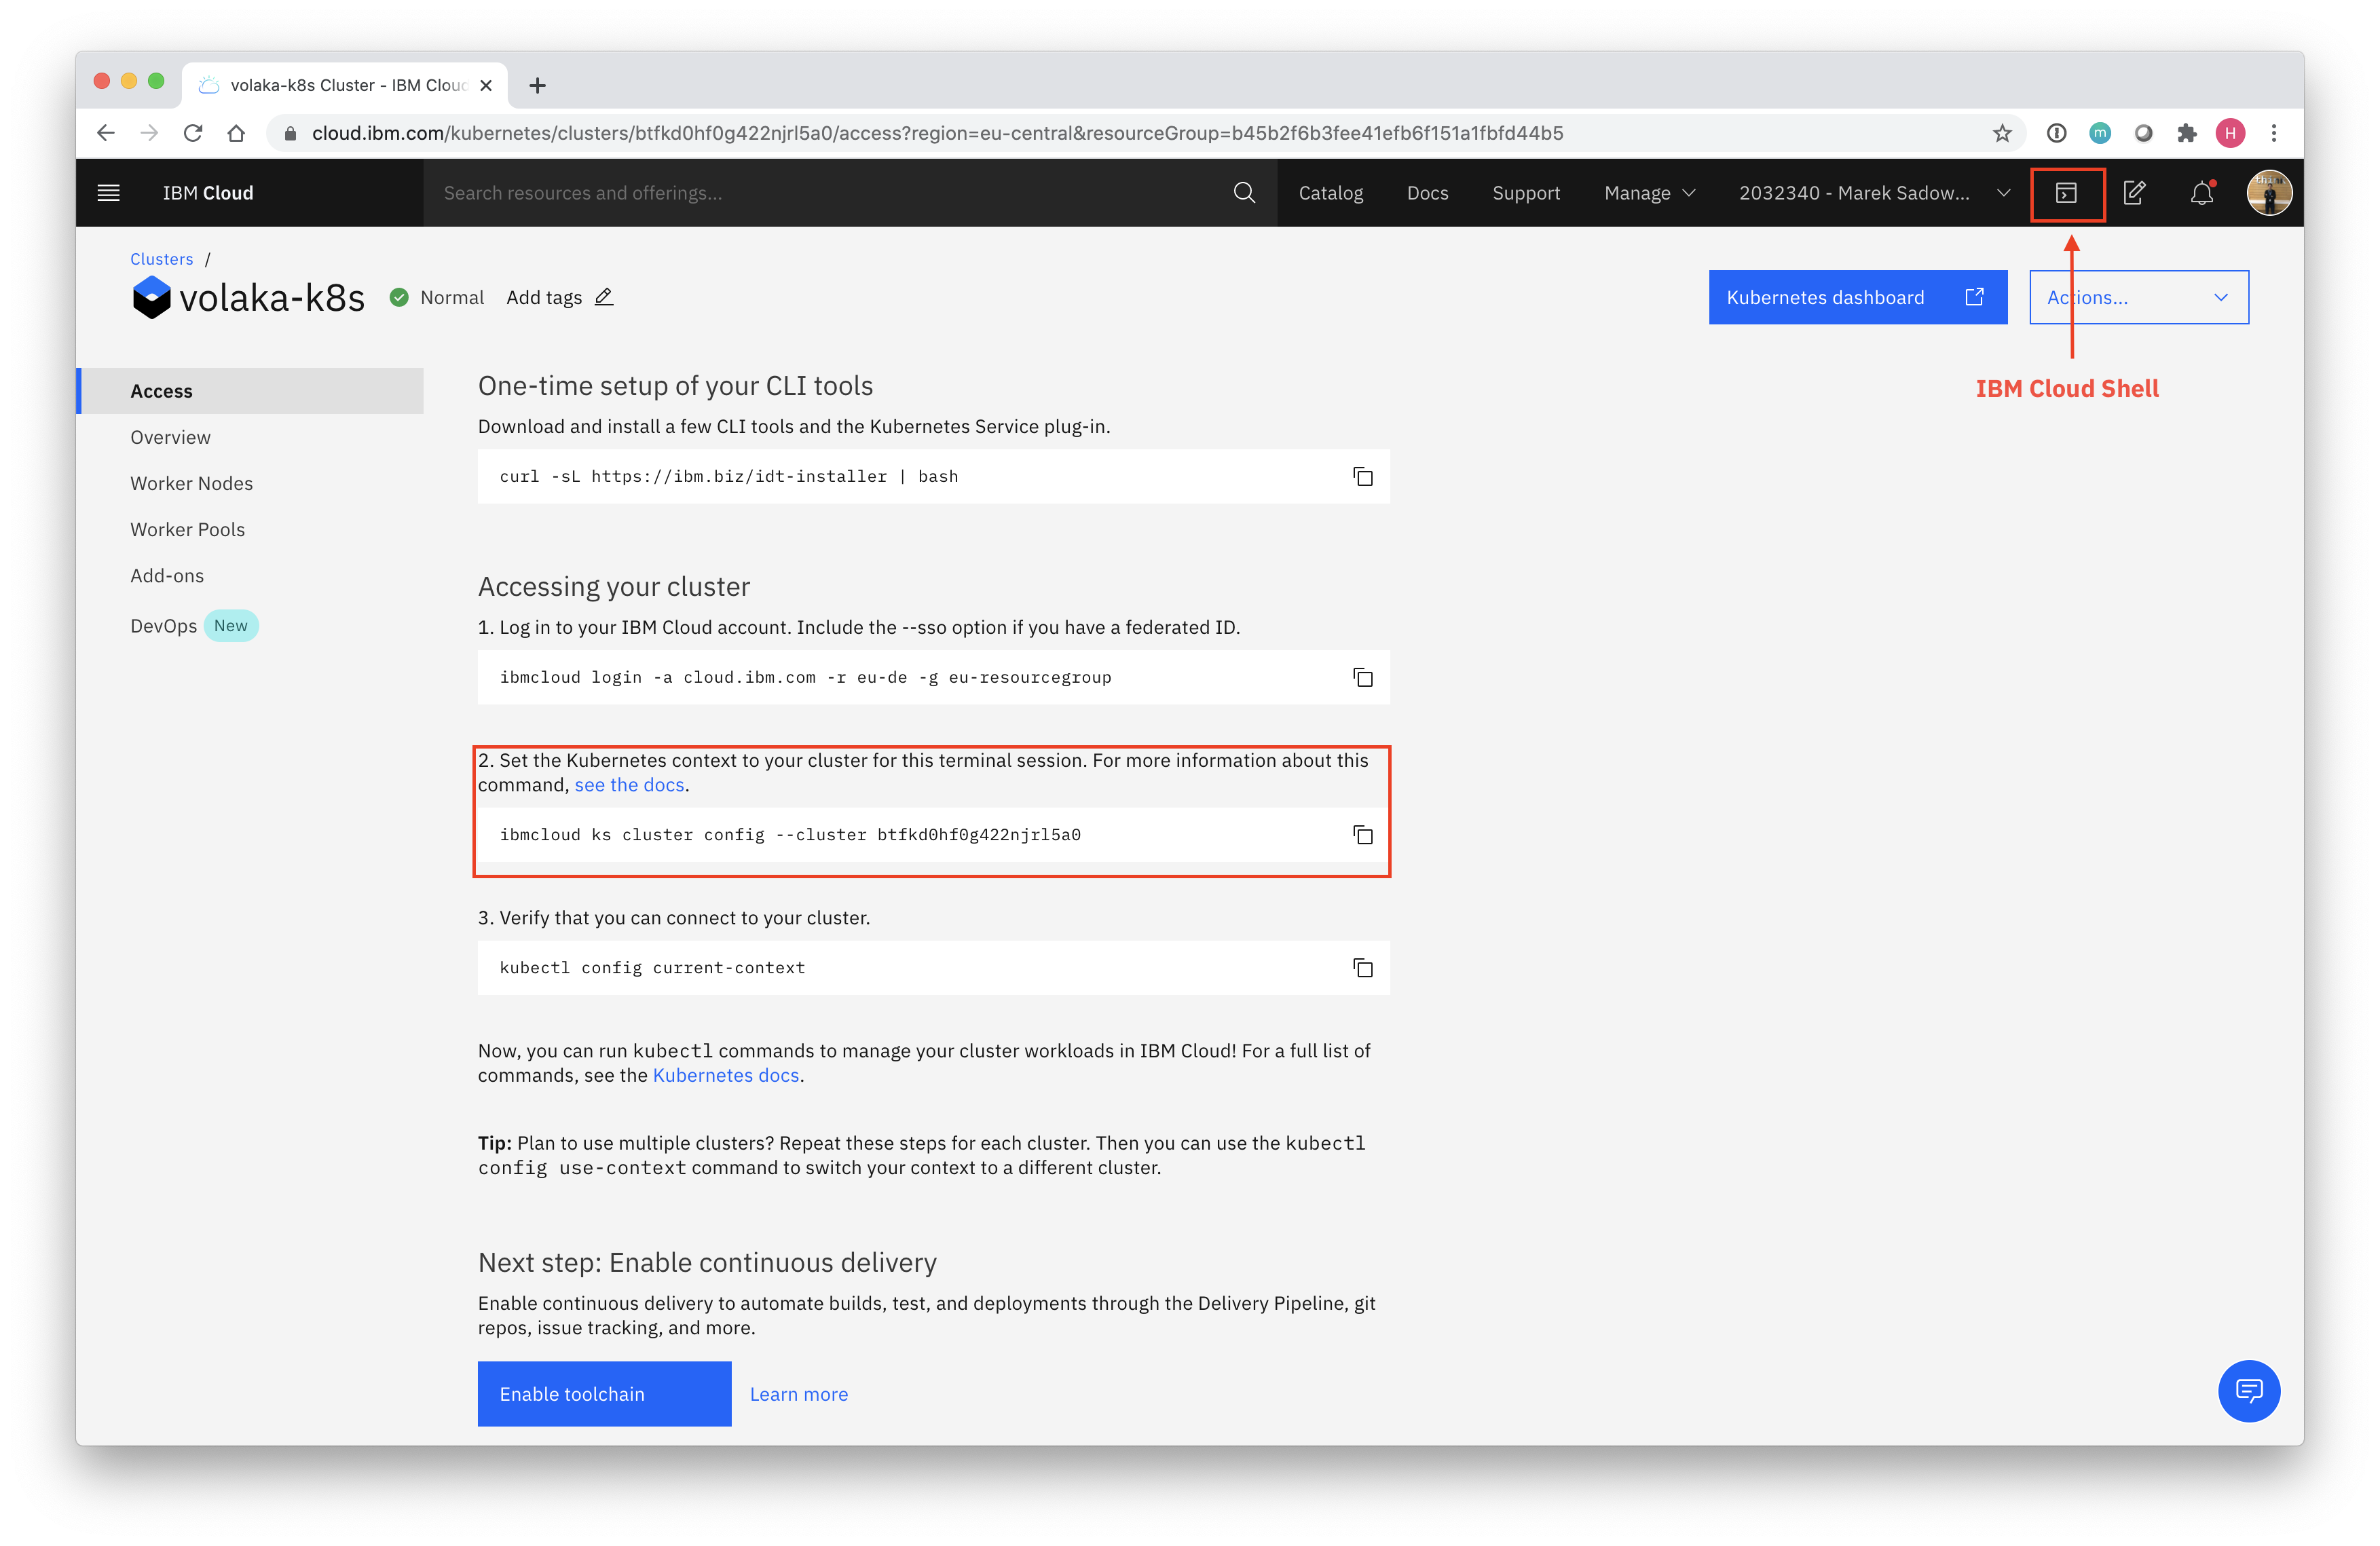 volaka-k8s Cluster - IBM Cloud
cloud.ibm.com/kubernetes/clusters/btfkd0hf0g422njrl5a0/access?region=eu-central&resourceGroup=b45b2f6b3fee41efb6f151a1fbfd44b5
m
H
IBM Cloud
Search resources and offerings...
Catalog
Docs
Support
Manage
2032340 - Marek Sadow...
Clusters /
volaka-k8s
Normal
Add tags
Kubernetes dashboard
Actions...
IBM Cloud Shell
Access
Overview
Worker Nodes
Worker Pools
Add-ons
DevOps New
One-time setup of your CLI tools
Download and install a few CLI tools and the Kubernetes Service plug-in.
curl -sL https://ibm.biz/idt-installer | bash
Accessing your cluster
1. Log in to your IBM Cloud account. Include the --sso option if you have a federated ID.
ibmcloud login -a cloud.ibm.com -r eu-de -g eu-resourcegroup
2. Set the Kubernetes context to your cluster for this terminal session. For more information about this
command, see the docs.
ibmcloud ks cluster config --cluster btfkd0hf0g422njrl5a0
3. Verify that you can connect to your cluster.
kubectl config current-context
Now, you can run kubectl commands to manage your cluster workloads in IBM Cloud! For a full list of
commands, see the Kubernetes docs.
Tip: Plan to use multiple clusters? Repeat these steps for each cluster. Then you can use the kubectl
config use-context command to switch your context to a different cluster.
Next step: Enable continuous delivery
Enable continuous delivery to automate builds, test, and deployments through the Delivery Pipeline, git
repos, issue tracking, and more.
Enable toolchain
Learn more